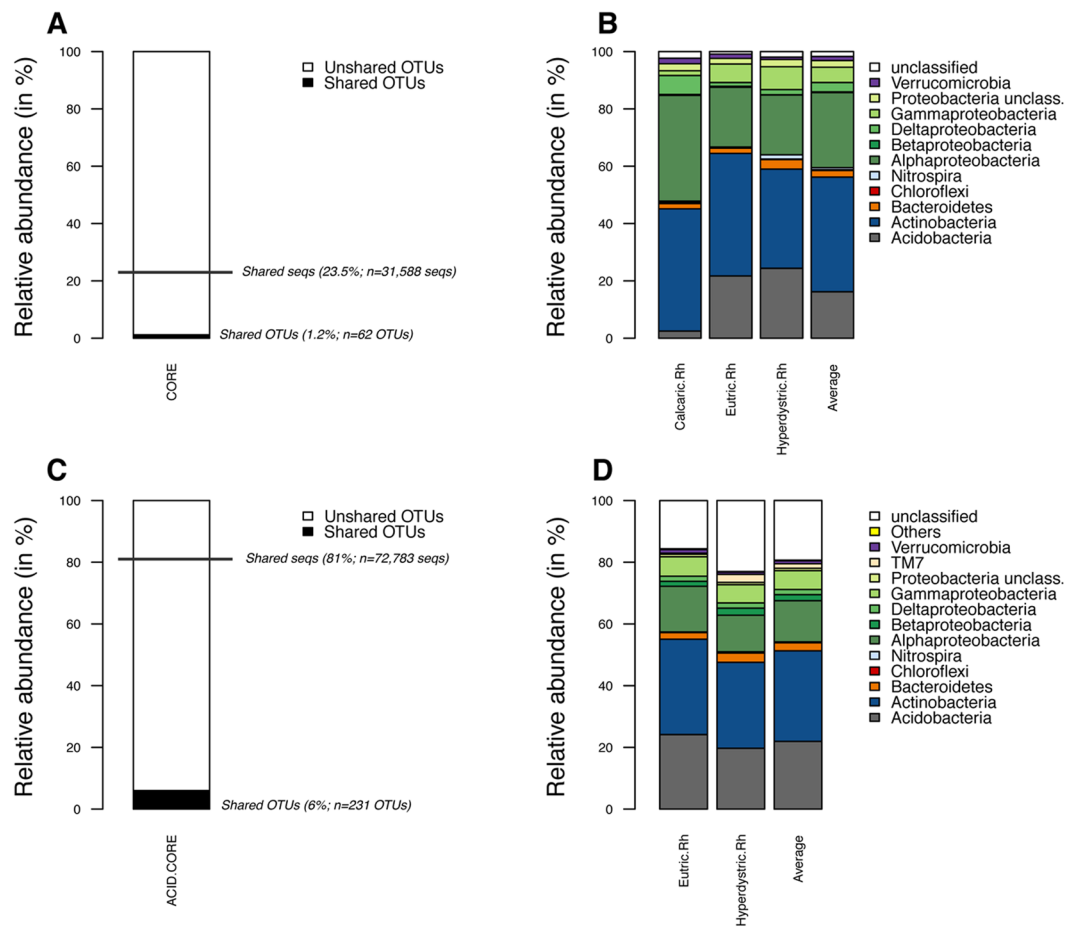 A
Relative abundance (in %)
100
80
60
40
20
0
Unshared OTUs
Shared OTUs
Shared seqs (23.5%; n=31,588 seqs)
Shared OTUs (1.2%; n=62 OTUs)
CORE
B
Relative abundance (in %)
100
80
60
40
20
0
Calcaric.Rh
Eutric.Rh
Hyperdystric.Rh
Average
unclassified
Verrucomicrobia
Proteobacteria unclass.
Gammaproteobacteria
Deltaproteobacteria
Betaproteobacteria
Alphaproteobacteria
Nitrospira
Chloroflexi
Bacteroidetes
Actinobacteria
Acidobacteria
C
Relative abundance (in %)
100
80
60
40
20
0
Unshared OTUs
Shared OTUs
Shared seqs (81%; n=72,783 seqs)
Shared OTUs (6%; n=231 OTUs)
ACID.CORE
D
Relative abundance (in %)
100
80
60
40
20
0
Eutric.Rh
Hyperdystric.Rh
Average
unclassified
Others
Verrucomicrobia
TM7
Proteobacteria unclass.
Gammaproteobacteria
Deltaproteobacteria
Betaproteobacteria
Alphaproteobacteria
Nitrospira
Chloroflexi
Bacteroidetes
Actinobacteria
Acidobacteria